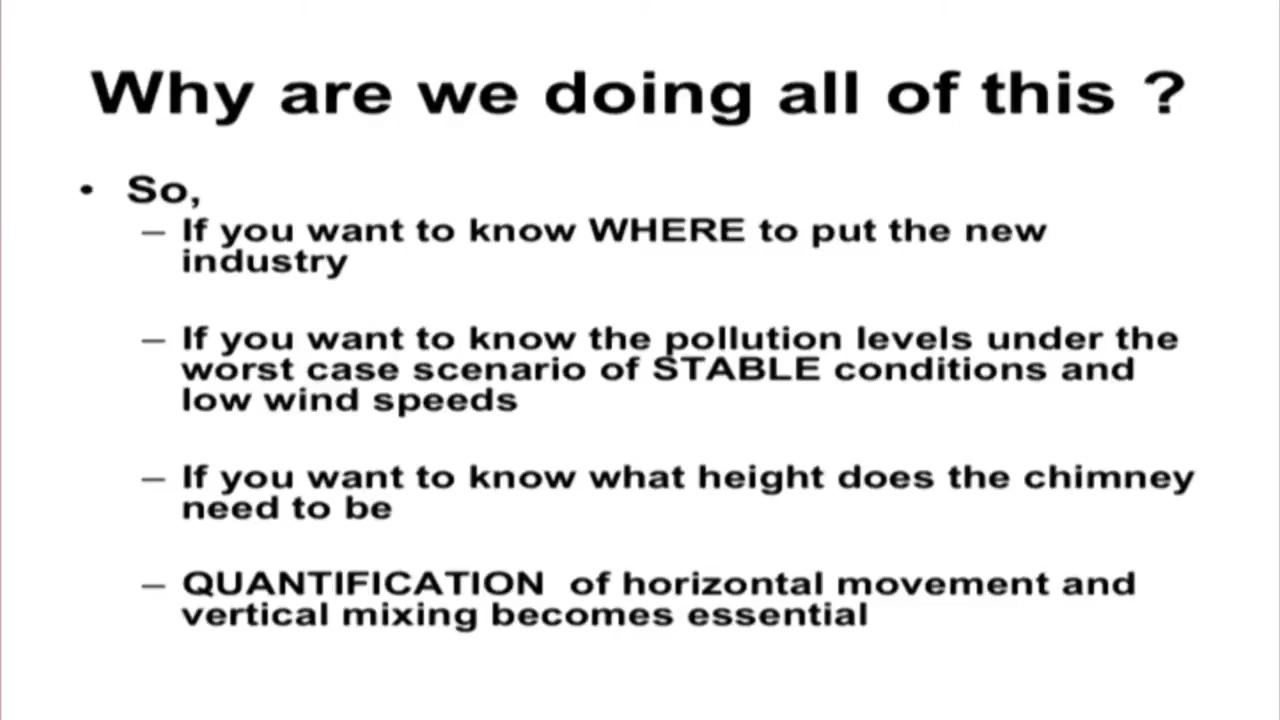 Why are we doing all of this ?
• So,
– If you want to know WHERE to put the new
industry
– If you want to know the pollution levels under the
worst case scenario of STABLE conditions and
low wind speeds
– If you want to know what height does the chimney
need to be
– QUANTIFICATION of horizontal movement and
vertical mixing becomes essential